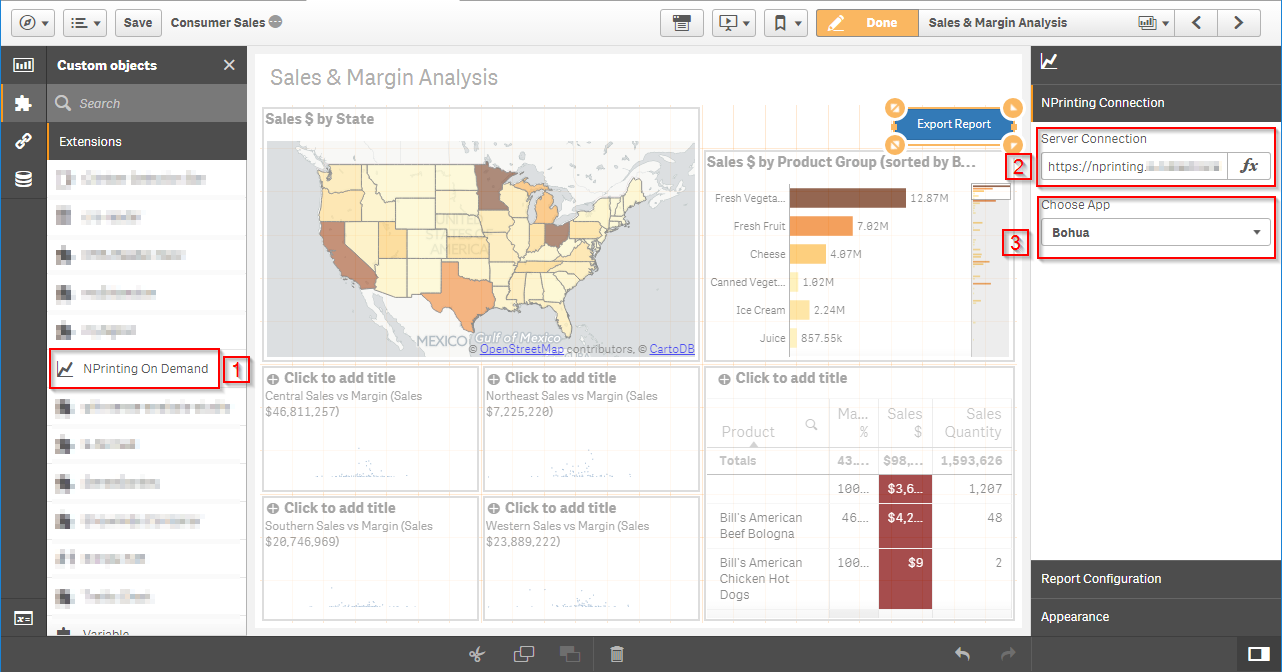 Save
Consumer Sales
Done
Sales & Margin Analysis
Custom objects
Search
Extensions
NPrinting On Demand
1
Variable
Sales & Margin Analysis
Export Report
Sales $ by State
UNITED
STATES OF
AMERICA
MEXICO
Gulf of Mexico
© OpenStreetMap contributors, © CartoDB
Sales $ by Product Group (sorted by B...
Fresh Vegeta... 12.87M
Fresh Fruit 7.02M
Cheese 4.07M
Canned Veget... 1.02M
Ice Cream 2.24M
Juice 857.55k
Click to add title
Central Sales vs Margin (Sales
$46,811,257)
Click to add title
Northeast Sales vs Margin (Sales
$7,225,220)
Click to add title
Southern Sales vs Margin (Sales
$20,746,969)
Click to add title
Western Sales vs Margin (Sales
$23,889,222)
Click to add title
Product Ma... % Sales $ Sales Quantity
Totals 43.... $98,... 1,593,626
100... $3,6... 1,207
Bill's American Beef Bologna 46.... $4,2... 48
Bill's American Chicken Hot Dogs 100... $9 2
NPrinting Connection
2
Server Connection
https://nprinting.
fx
3
Choose App
Bohua
Report Configuration
Appearance